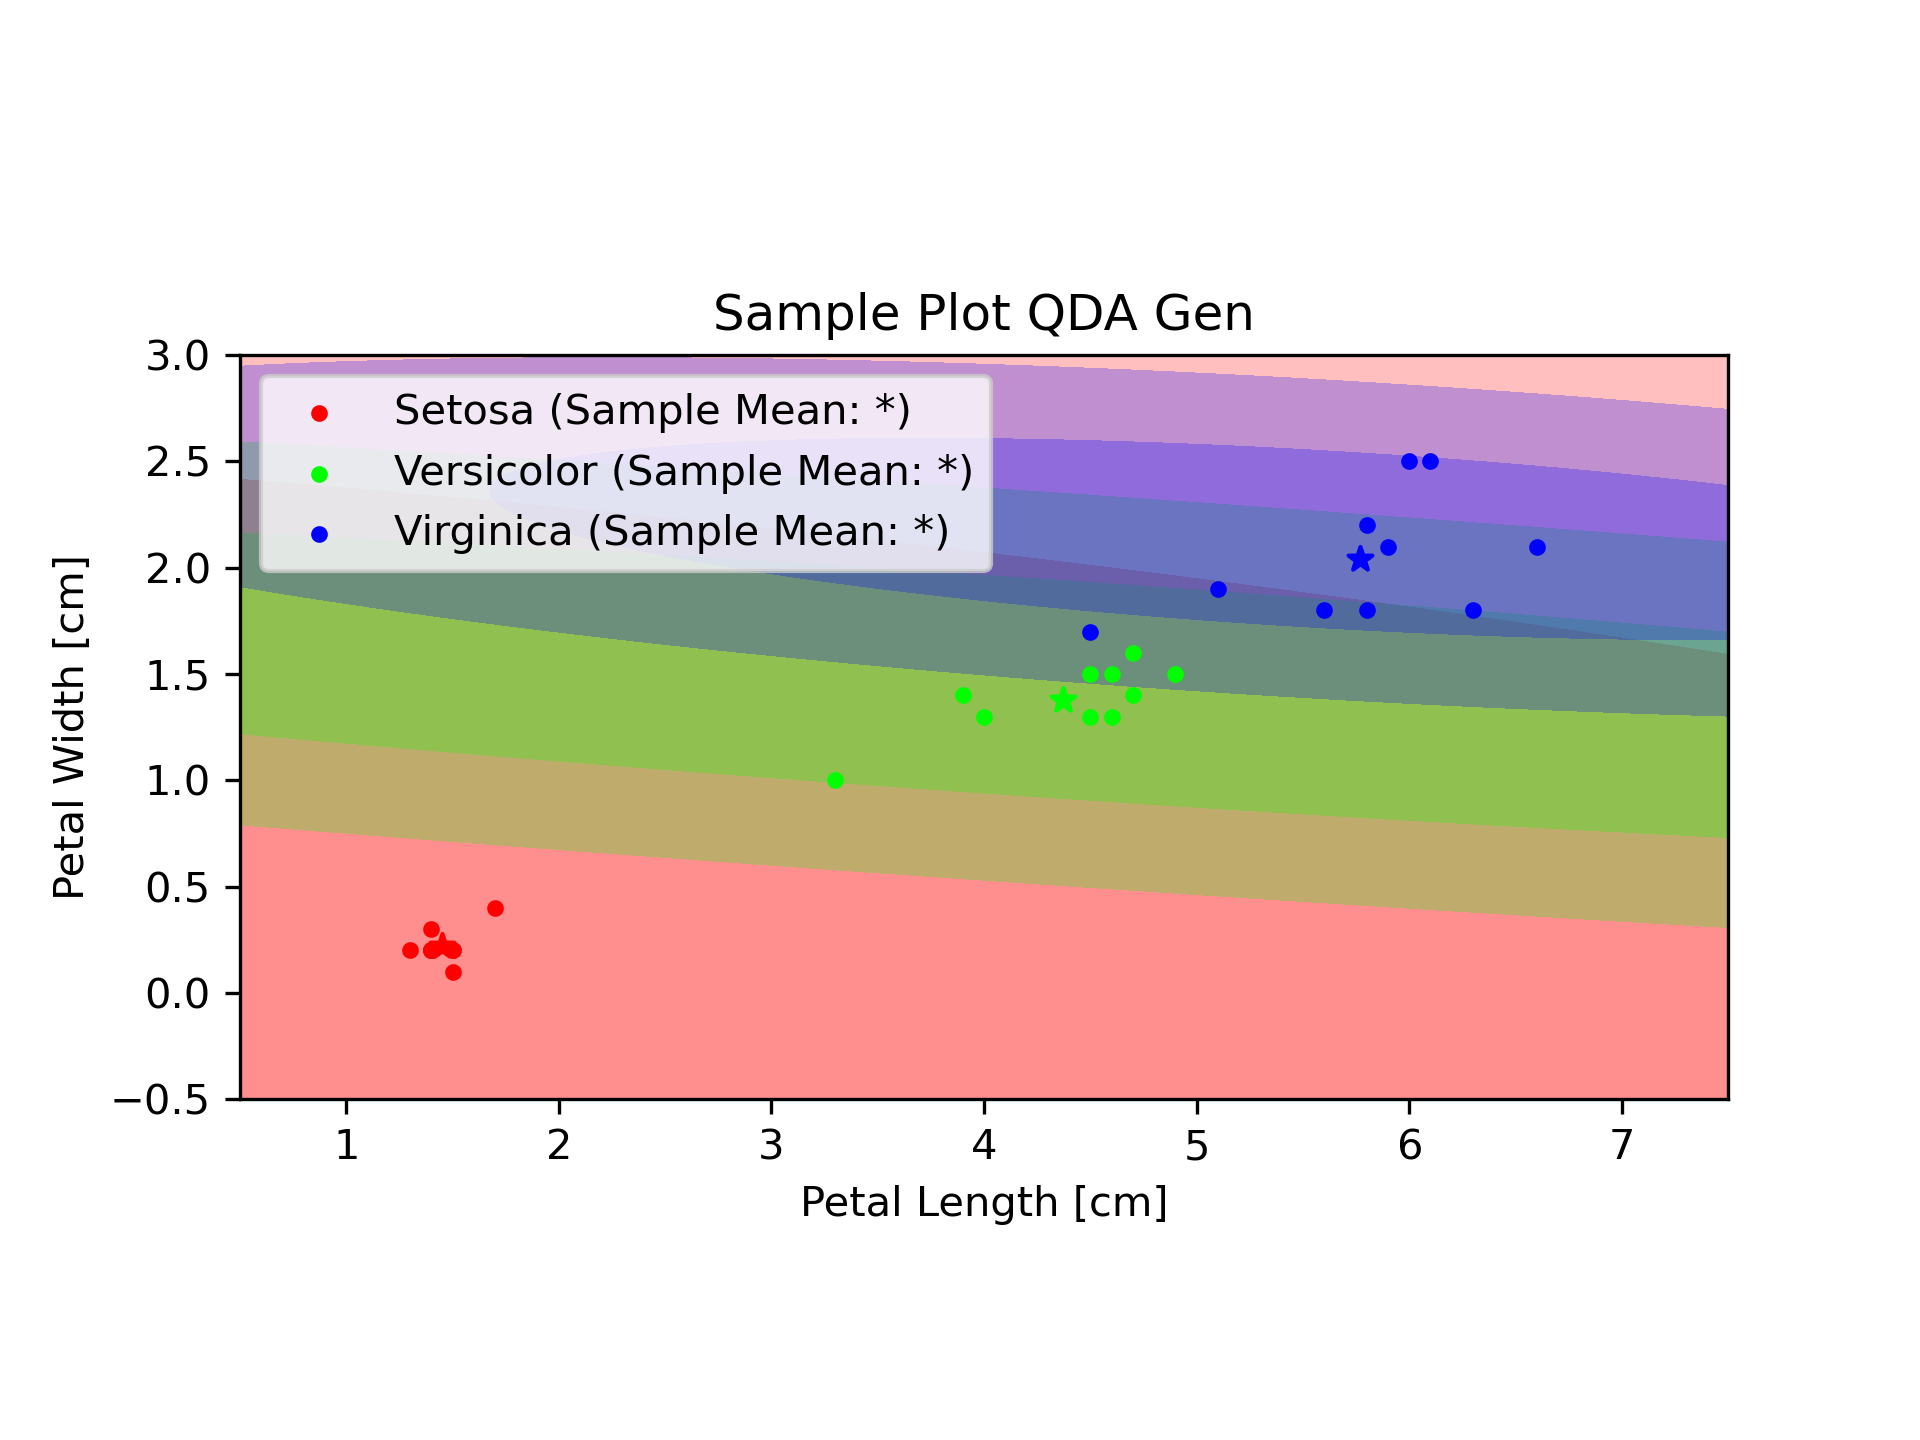 Sample Plot QDA Gen
3.0
2.5
2.0
1.5
1.0
0.5
0.0
−0.5
Petal Width [cm]
Setosa (Sample Mean: *)
Versicolor (Sample Mean: *)
Virginica (Sample Mean: *)
1 2 3 4 5 6 7
Petal Length [cm]